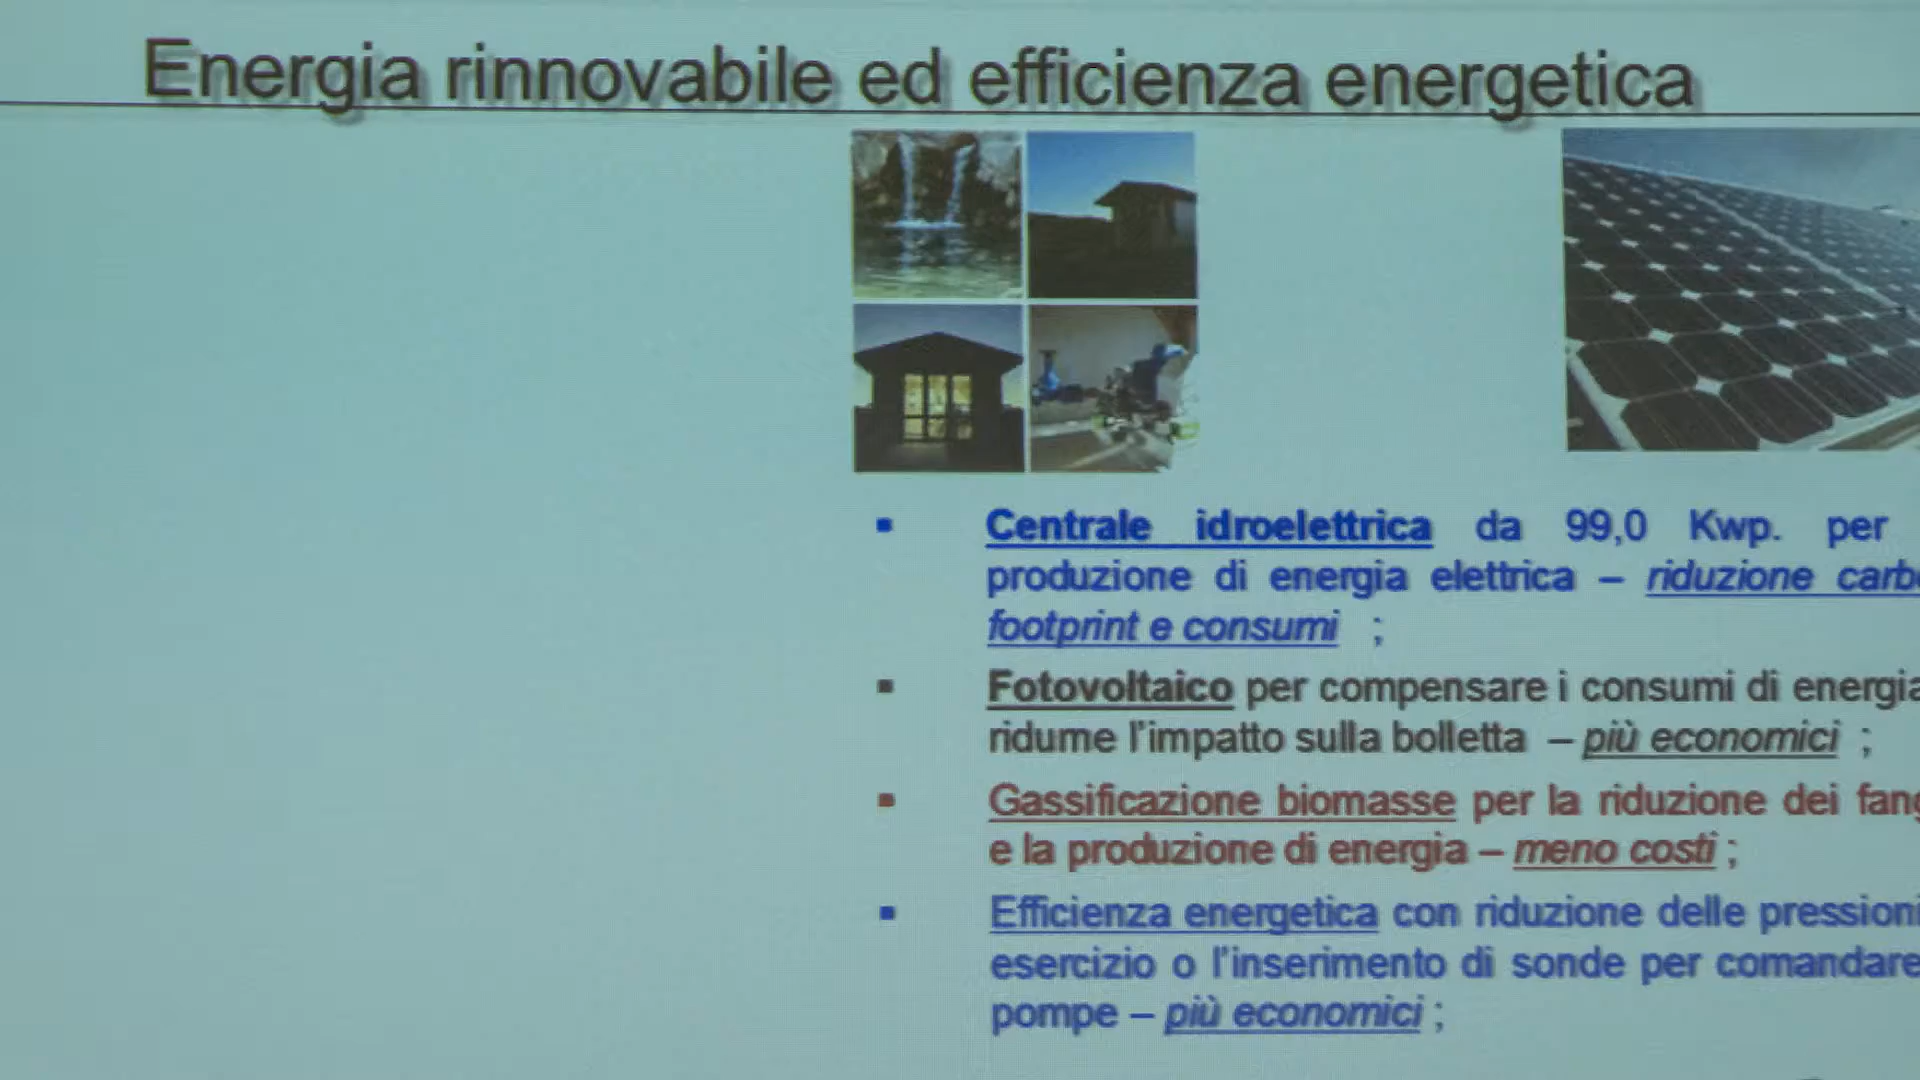 Energia rinnovabile ed efficienza energetica
Centrale idroelettrica da 99,0 Kwp. per
produzione di energia elettrica – riduzione
footprint e consumi ;
Fotovoltaico per compensare i consumi di energia
ridurne l'impatto sulla bolletta – più economici ;
Gassificazione biomasse per la riduzione dei
e la produzione di energia – meno costi ;
Efficienza energetica con riduzione delle pressioni
esercizio o l'inserimento di sonde per comandare
pompe – più economici ;